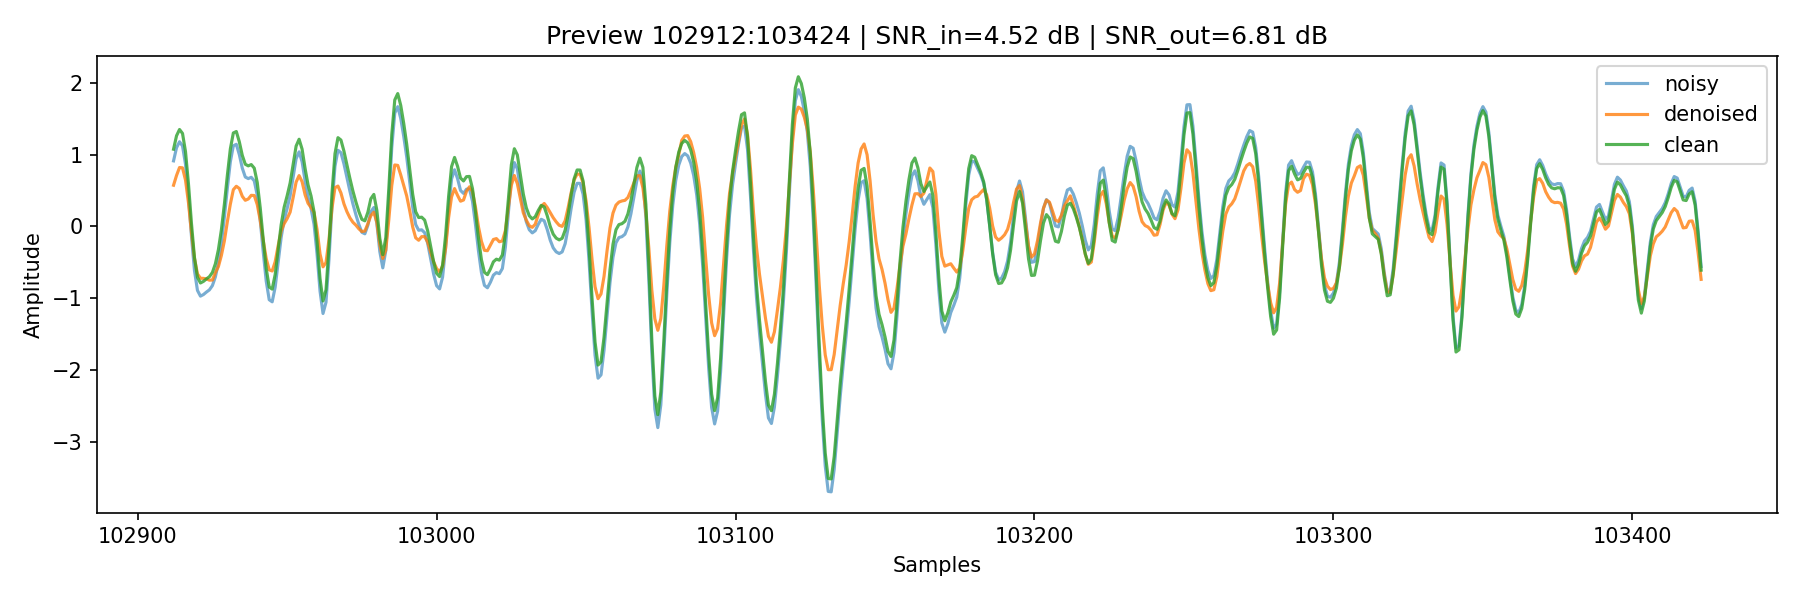 Preview 102912:103424 | SNR_in=4.52 dB | SNR_out=6.81 dB
noisy
denoised
clean
2
1
0
−1
−2
−3
Amplitude
102900 103000 103100 103200 103300 103400
Samples